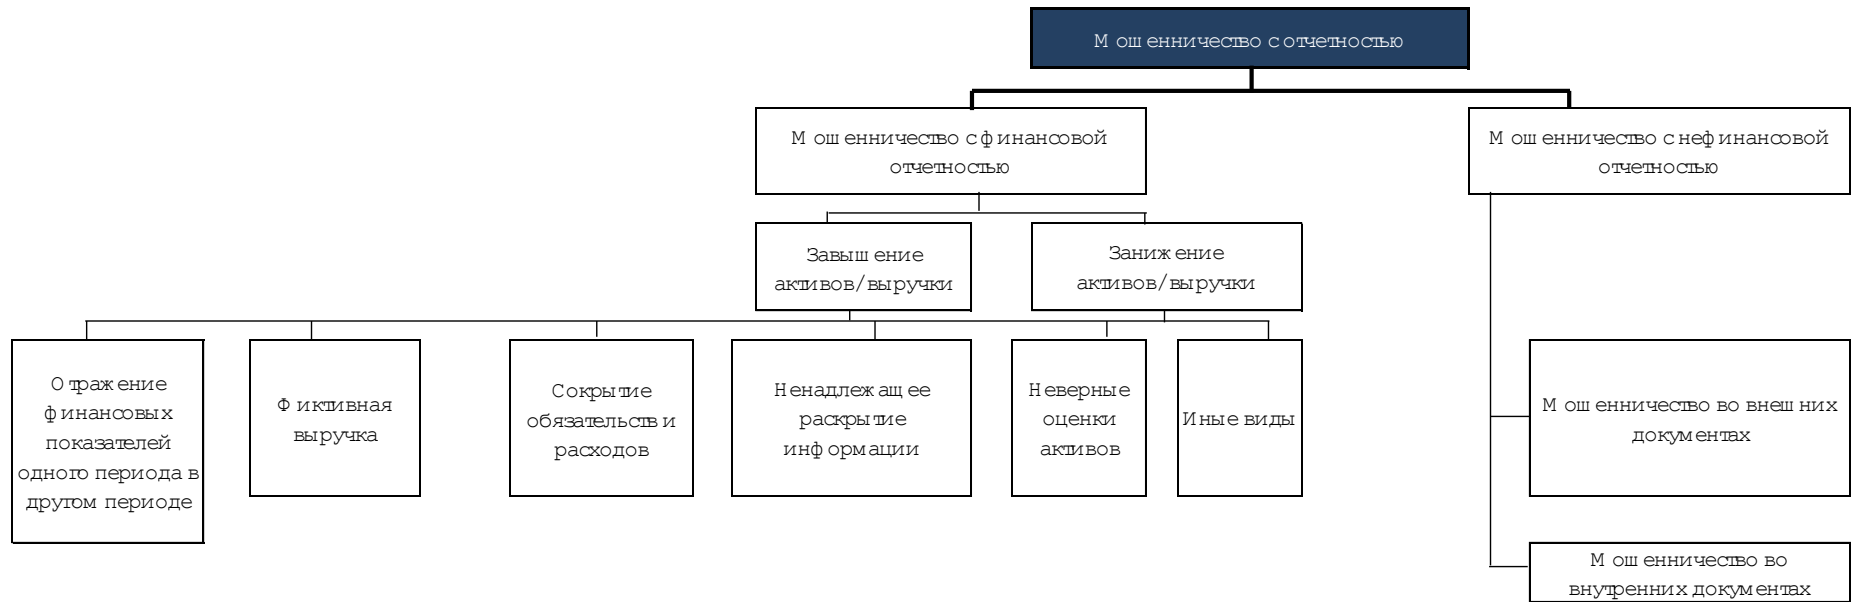 Мошенничество с отчетностью
Мошенничество с финансовой
отчетностью
Мошенничество с нефинансовой
отчетностью
Завышение
активов/выручки
Занижение
активов/выручки
Отражение
финансовых
показателей
одного периода в
другом периоде
Фиктивная
выручка
Сокрытие
обязательств и
расходов
Ненадлежащее
раскрытие
информации
Неверные
оценки
активов
Иные виды
Мошенничество во внешних
документах
Мошенничество во
внутренних документах